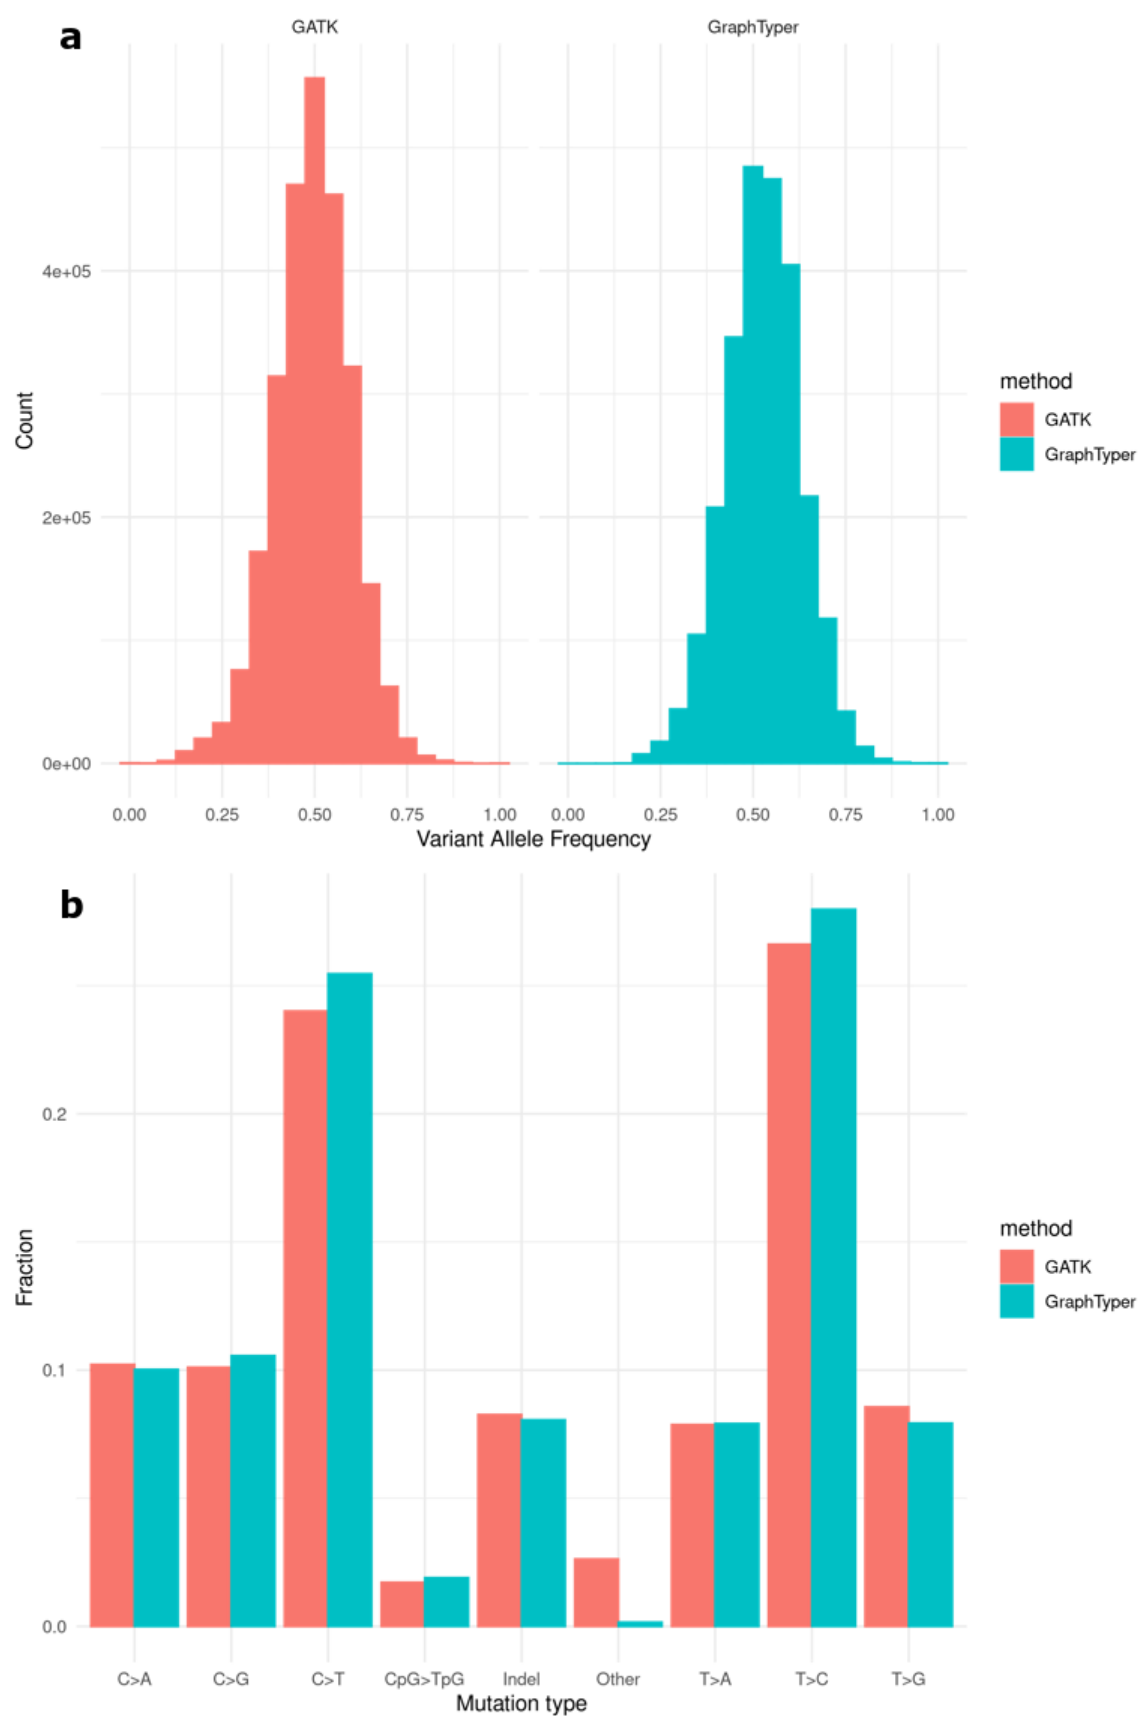 a
GATK
GraphTyper
4e+05
2e+05
0e+00
Count
0.00 0.25 0.50 0.75 1.00
0.00 0.25 0.50 0.75 1.00
Variant Allele Frequency
method
GATK
GraphTyper
b
0.2
0.1
0.0
Fraction
C>A C>G C>T CpG>TpG Indel Other T>A T>C T>G
Mutation type
method
GATK
GraphTyper